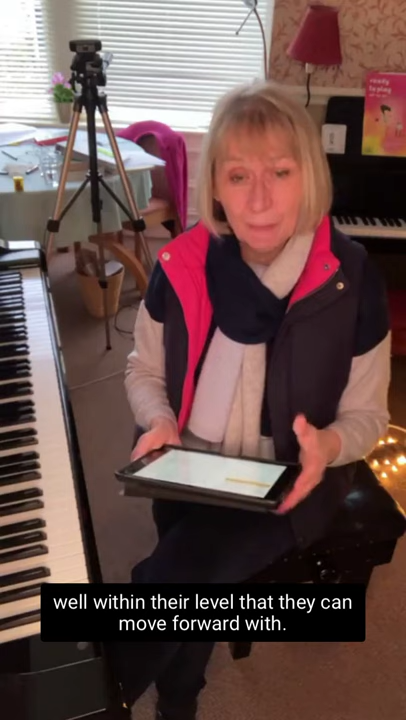 ready
to play
well within their level that they can
move forward with.